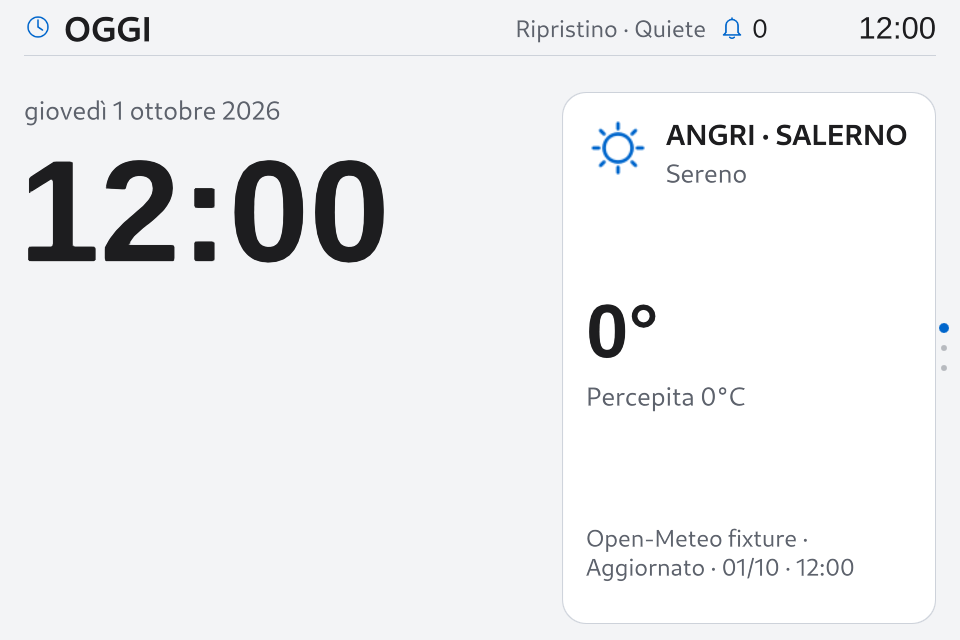 OGGI
Ripristino · Quiete 0 12:00
giovedì 1 ottobre 2026
12:00
ANGRI · SALERNO
Sereno
0°
Percepita 0°C
Open-Meteo fixture ·
Aggiornato · 01/10 · 12:00